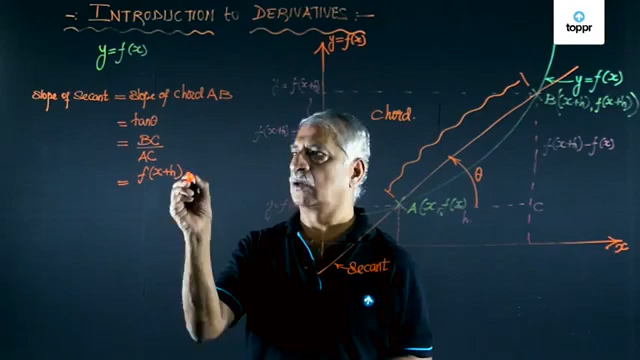 -: INTRODUCTION to DERIVATIVES :-
toppr
y = f(x)
y = f(x)
y = f(x)
Slope of Secant = Slope of Chord AB
= tanθ
= BC
AC
= f(x+h)
Chord.
B(x+h, f(x+h))
f(x+h) - f(x)
θ
A(x, f(x))
h
C
x
Secant